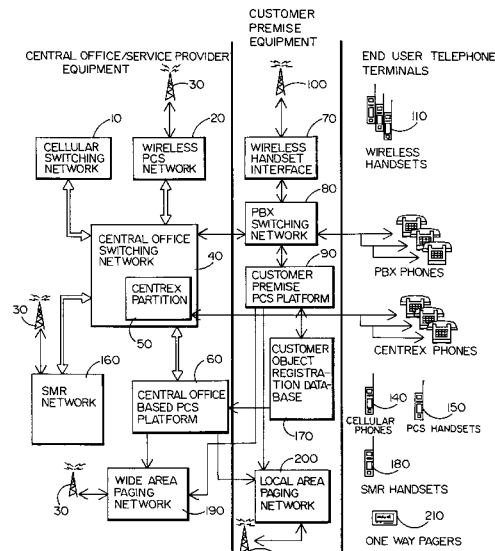 CUSTOMER
PREMISE
EQUIPMENT
CENTRAL OFFICE/SERVICE PROVIDER
EQUIPMENT
END USER TELEPHONE
TERMINALS
30
100
110
WIRELESS
HANDSETS
10
20
70
CELLULAR
SWITCHING
NETWORK
WIRELESS
PCS
NETWORK
WIRELESS
HANDSET
INTERFACE
80
PBX
SWITCHING
NETWORK
CENTRAL OFFICE
SWITCHING
NETWORK
40
90
PBX PHONES
CUSTOMER
PREMISE
PCS PLATFORM
CENTREX
PARTITION
50
CENTREX PHONES
30
160
60
SMR
NETWORK
CENTRAL OFFICE
BASED PCS
PLATFORM
CUSTOMER
OBJECT
REGISTRA-
TION DATA-
BASE
170
140
CELLULAR
PHONES
150
PCS HANDSETS
180
SMR HANDSETS
200
WIDE AREA
PAGING
NETWORK
30
190
LOCAL AREA
PAGING
NETWORK
210
ONE WAY PAGERS